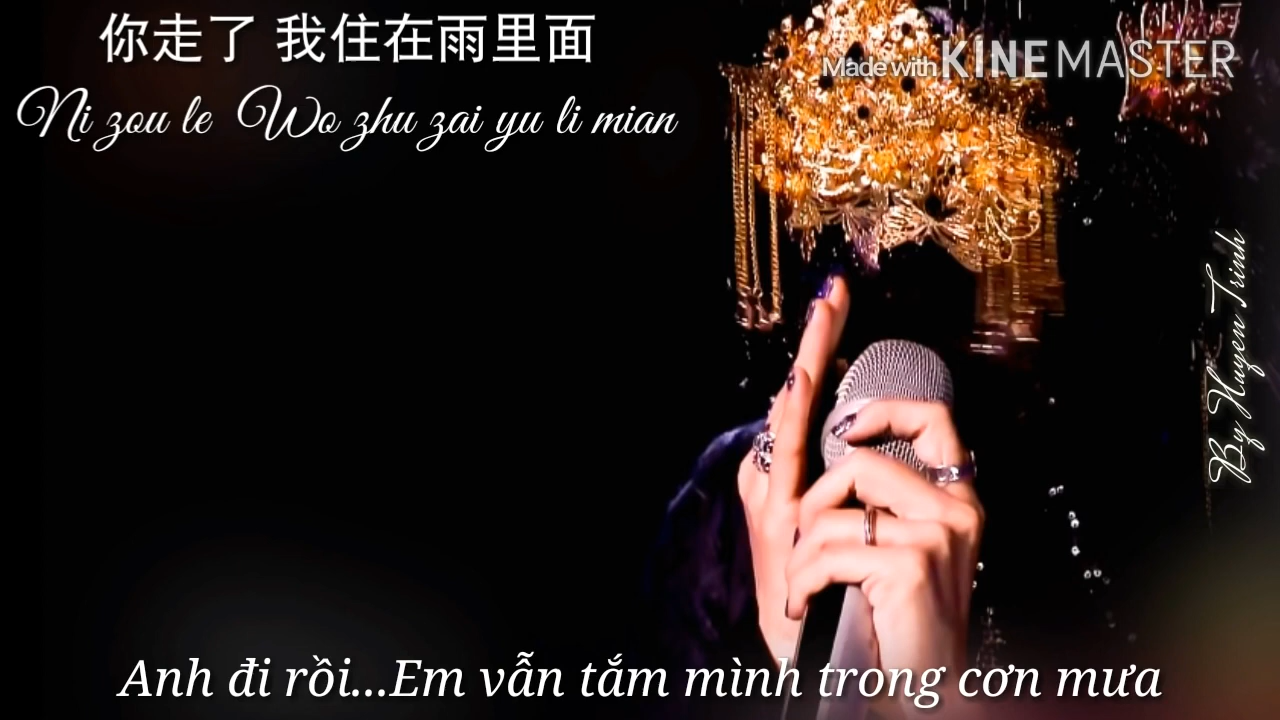 你走了 我住在雨里面
Made with KINEMASTER
Ni zou le Wo zhu zai yu li mian
By Huyen Trinh
Anh đi rồi...Em vẫn tắm mình trong cơn mưa